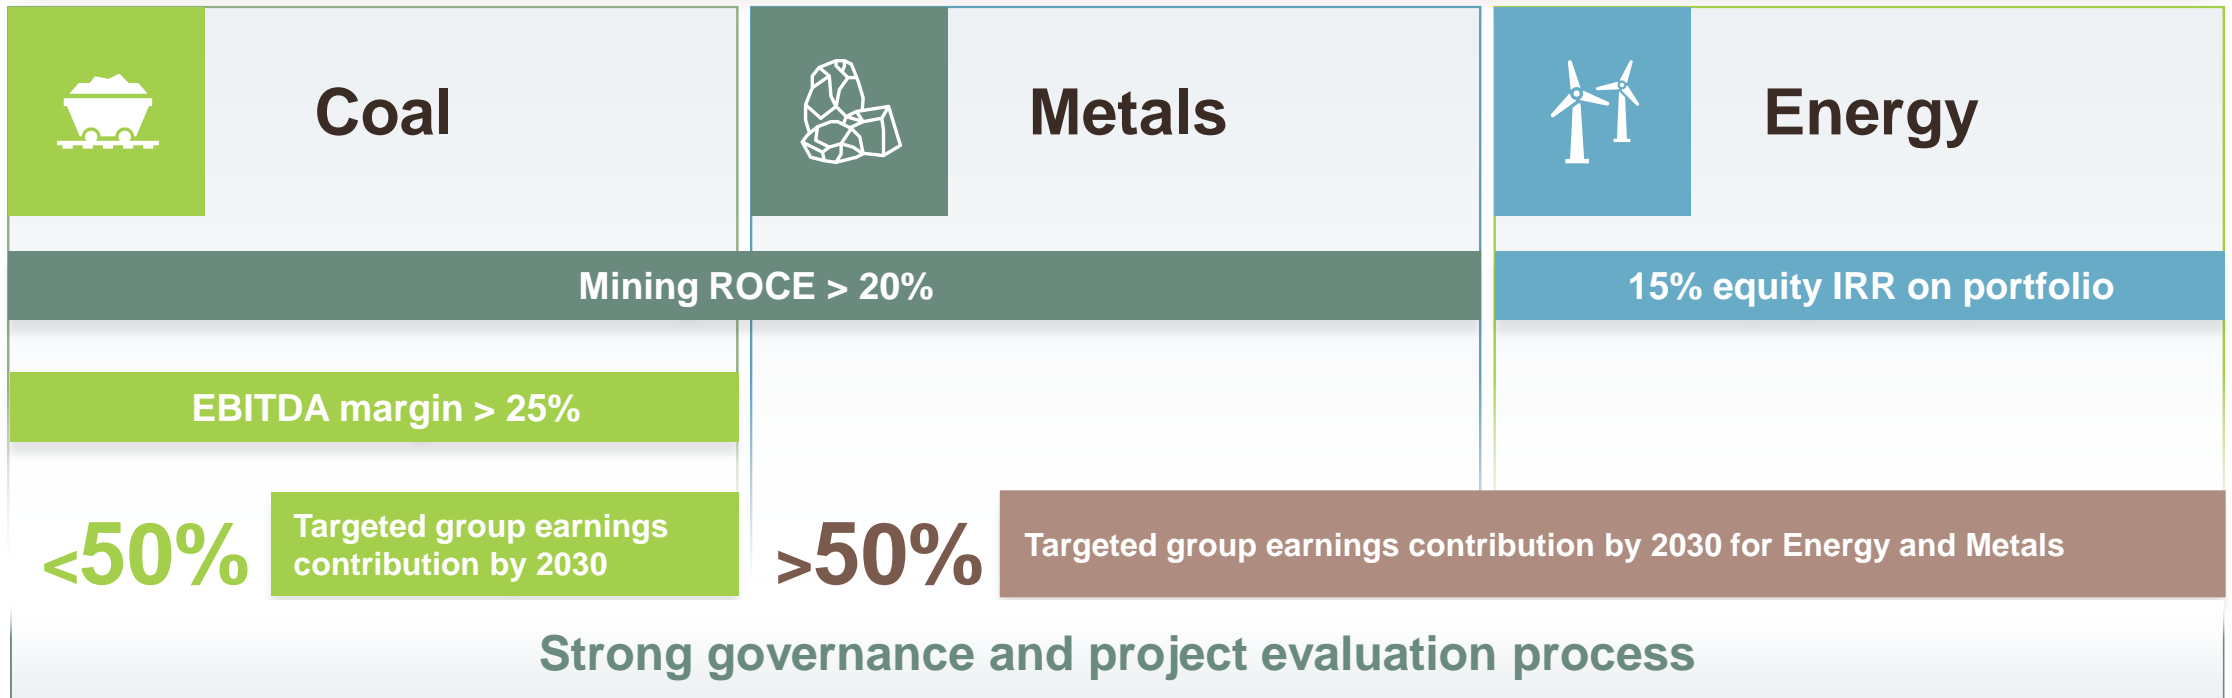 Coal
Metals
Energy
Mining ROCE > 20%
15% equity IRR on portfolio
EBITDA margin > 25%
<50%
Targeted group earnings
contribution by 2030
>50%
Targeted group earnings contribution by 2030 for Energy and Metals
Strong governance and project evaluation process